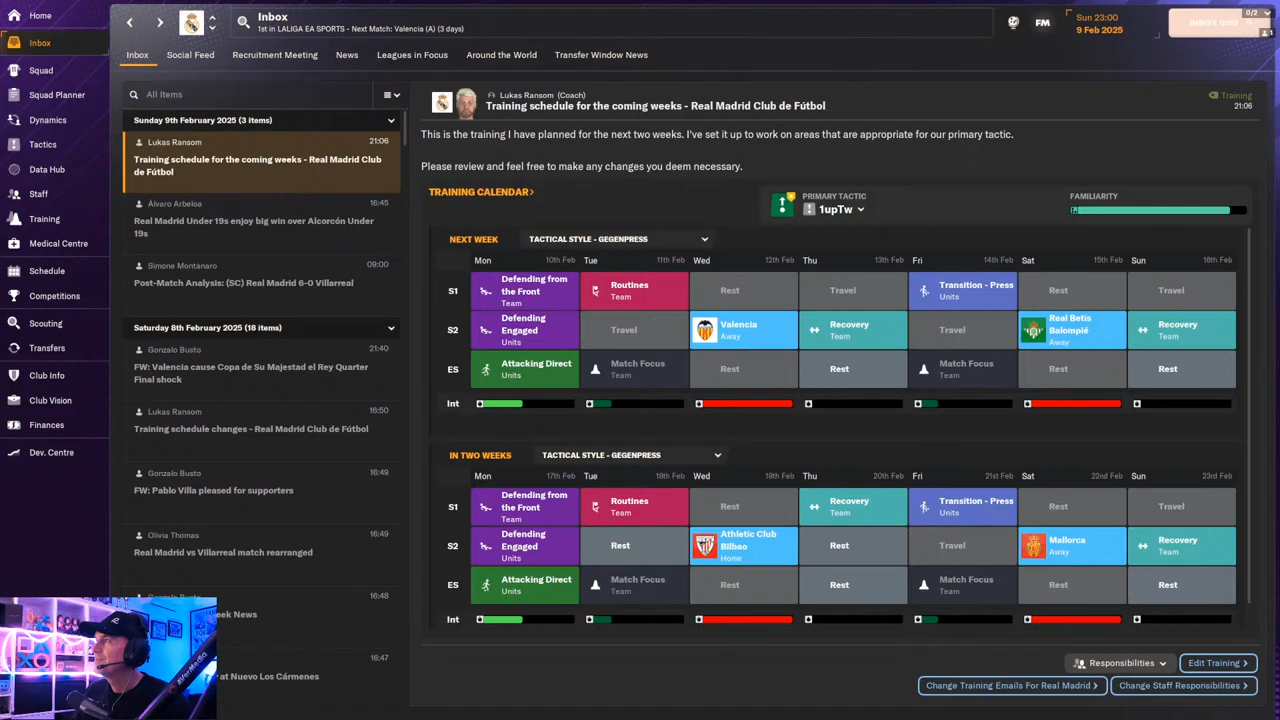 Home
Inbox
Squad
Squad Planner
Dynamics
Tactics
Data Hub
Staff
Training
Medical Centre
Schedule
Competitions
Scouting
Transfers
Club Info
Club Vision
Finances
Dev. Centre
Inbox
1st in LALIGA EA SPORTS - Next Match: Valencia (A) (3 days)
FM
Sun 23:00
9 Feb 2025
0/2
1
Inbox Social Feed Recruitment Meeting News Leagues in Focus Around the World Transfer Window News
All Items
Sunday 9th February 2025 (3 items)
Lukas Ransom 21:06
Training schedule for the coming weeks - Real Madrid Club
de Fútbol
Álvaro Arbeloa 16:45
Real Madrid Under 19s enjoy big win over Alcorcón Under
19s
Simone Montanaro 09:00
Post-Match Analysis: (SC) Real Madrid 6-0 Villarreal
Saturday 8th February 2025 (18 items)
Gonzalo Busto 21:40
FW: Valencia cause Copa de Su Majestad el Rey Quarter
Final shock
Lukas Ransom 16:50
Training schedule changes - Real Madrid Club de Fútbol
Gonzalo Busto 16:49
FW: Pablo Villa pleased for supporters
Olivia Thomas 16:49
Real Madrid vs Villarreal match rearranged
16:48
eek News
16:47
at Nuevo Los Cármenes
Lukas Ransom (Coach)
Training schedule for the coming weeks - Real Madrid Club de Fútbol
Training
21:06
This is the training I have planned for the next two weeks. I've set it up to work on areas that are appropriate for our primary tactic.
Please review and feel free to make any changes you deem necessary.
TRAINING CALENDAR>
PRIMARY TACTIC
1upTw
FAMILIARITY
NEXT WEEK TACTICAL STYLE - GEGENPRESS
Mon 10th Feb Tue 11th Feb Wed 12th Feb Thu 13th Feb Fri 14th Feb Sat 15th Feb Sun 16th Feb
S1 Defending from the Front Team Routines Team Rest Travel Transition - Press Units Rest Travel
S2 Defending Engaged Units Travel Valencia Away Recovery Team Travel Real Betis Balompié Away Recovery Team
ES Attacking Direct Units Match Focus Team Rest Rest Match Focus Team Rest Rest
Int
IN TWO WEEKS TACTICAL STYLE - GEGENPRESS
Mon 17th Feb Tue 18th Feb Wed 19th Feb Thu 20th Feb Fri 21st Feb Sat 22nd Feb Sun 23rd Feb
S1 Defending from the Front Team Routines Team Rest Recovery Team Transition - Press Units Rest Travel
S2 Defending Engaged Units Rest Athletic Club Bilbao Home Rest Travel Mallorca Away Recovery Team
ES Attacking Direct Units Match Focus Team Rest Rest Match Focus Team Rest Rest
Int
Responsibilities
Edit Training >
Change Training Emails For Real Madrid >
Change Staff Responsibilities >